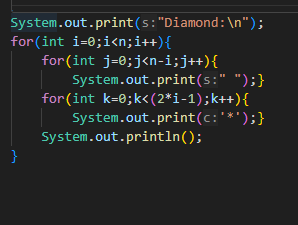 System.out.print(s:"Diamond:\n");
for(int i=0;i<n;i++){
    for(int j=0;j<n-i;j++){
        System.out.print(s:" ");}
    for(int k=0;k<(2*i-1);k++){
        System.out.print(c:'*');}
    System.out.println();
}